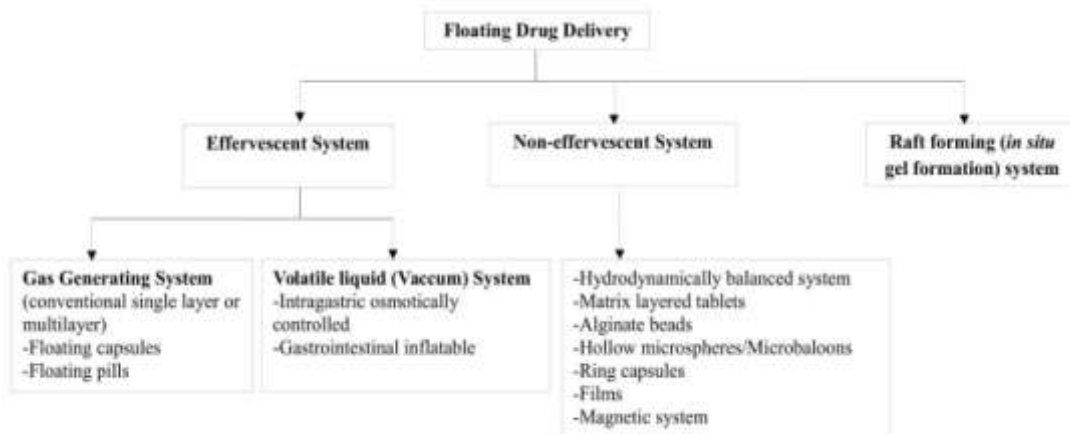 Floating Drug Delivery
Effervescent System
Non-effervescent System
Raft forming (in situ
gel formation) system
Gas Generating System
(conventional single layer or
multilayer)
-Floating capsules
-Floating pills
Volatile liquid (Vaccum) System
-Intragastric osmotically
controlled
-Gastrointestinal inflatable
-Hydrodynamically balanced system
-Matrix layered tablets
-Alginate beads
-Hollow microspheres/Microbaloons
-Ring capsules
-Films
-Magnetic system